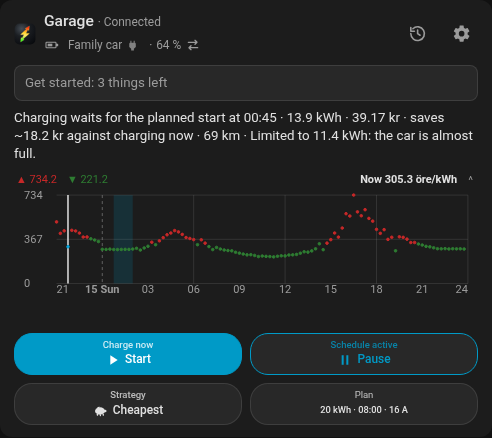 Garage · Connected
Family car · 64 %
Get started: 3 things left
Charging waits for the planned start at 00:45 · 13.9 kWh · 39.17 kr · saves
~18.2 kr against charging now · 69 km · Limited to 11.4 kWh: the car is almost
full.
▲ 734.2 ▼ 221.2 Now 305.3 öre/kWh ^
734
367
0
21 15 Sun 03 06 09 12 15 18 21 24
Charge now
Start
Schedule active
Pause
Strategy
Cheapest
Plan
20 kWh · 08:00 · 16 A